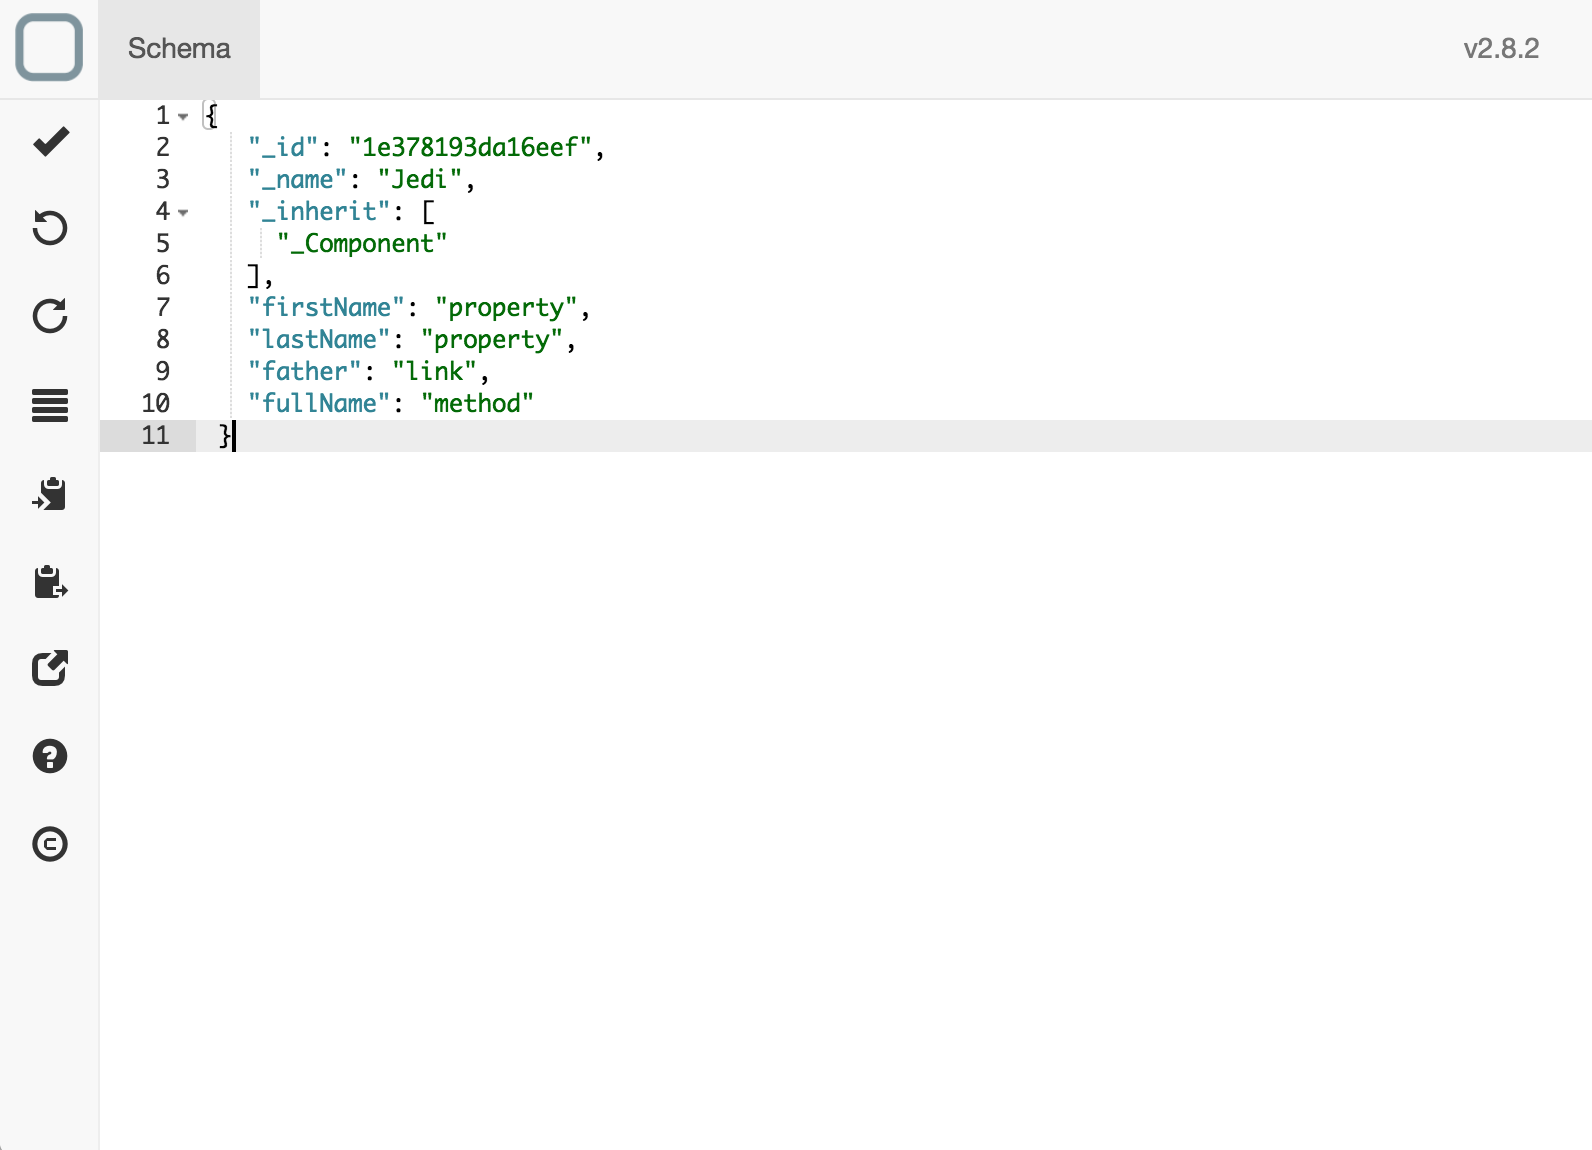 Schema
v2.8.2
1 {
2 "_id": "1e378193da16eef",
3 "_name": "Jedi",
4 "_inherit": [
5 "_Component"
6 ],
7 "firstName": "property",
8 "lastName": "property",
9 "father": "link",
10 "fullName": "method"
11 }